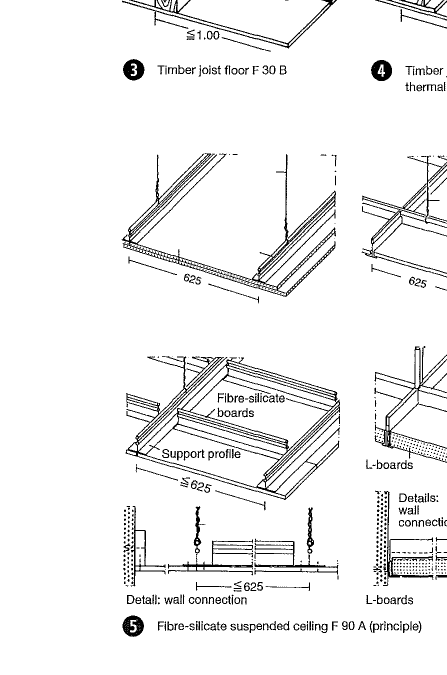 ≦1.00
3 Timber joist floor F 30 B
4 Timber
thermal
625
625
Fibre-silicate
boards
Support profile
≦625
L-boards
Details:
wall
connectio
≦625
Detail: wall connection
L-boards
5 Fibre-silicate suspended ceiling F 90 A (principle)